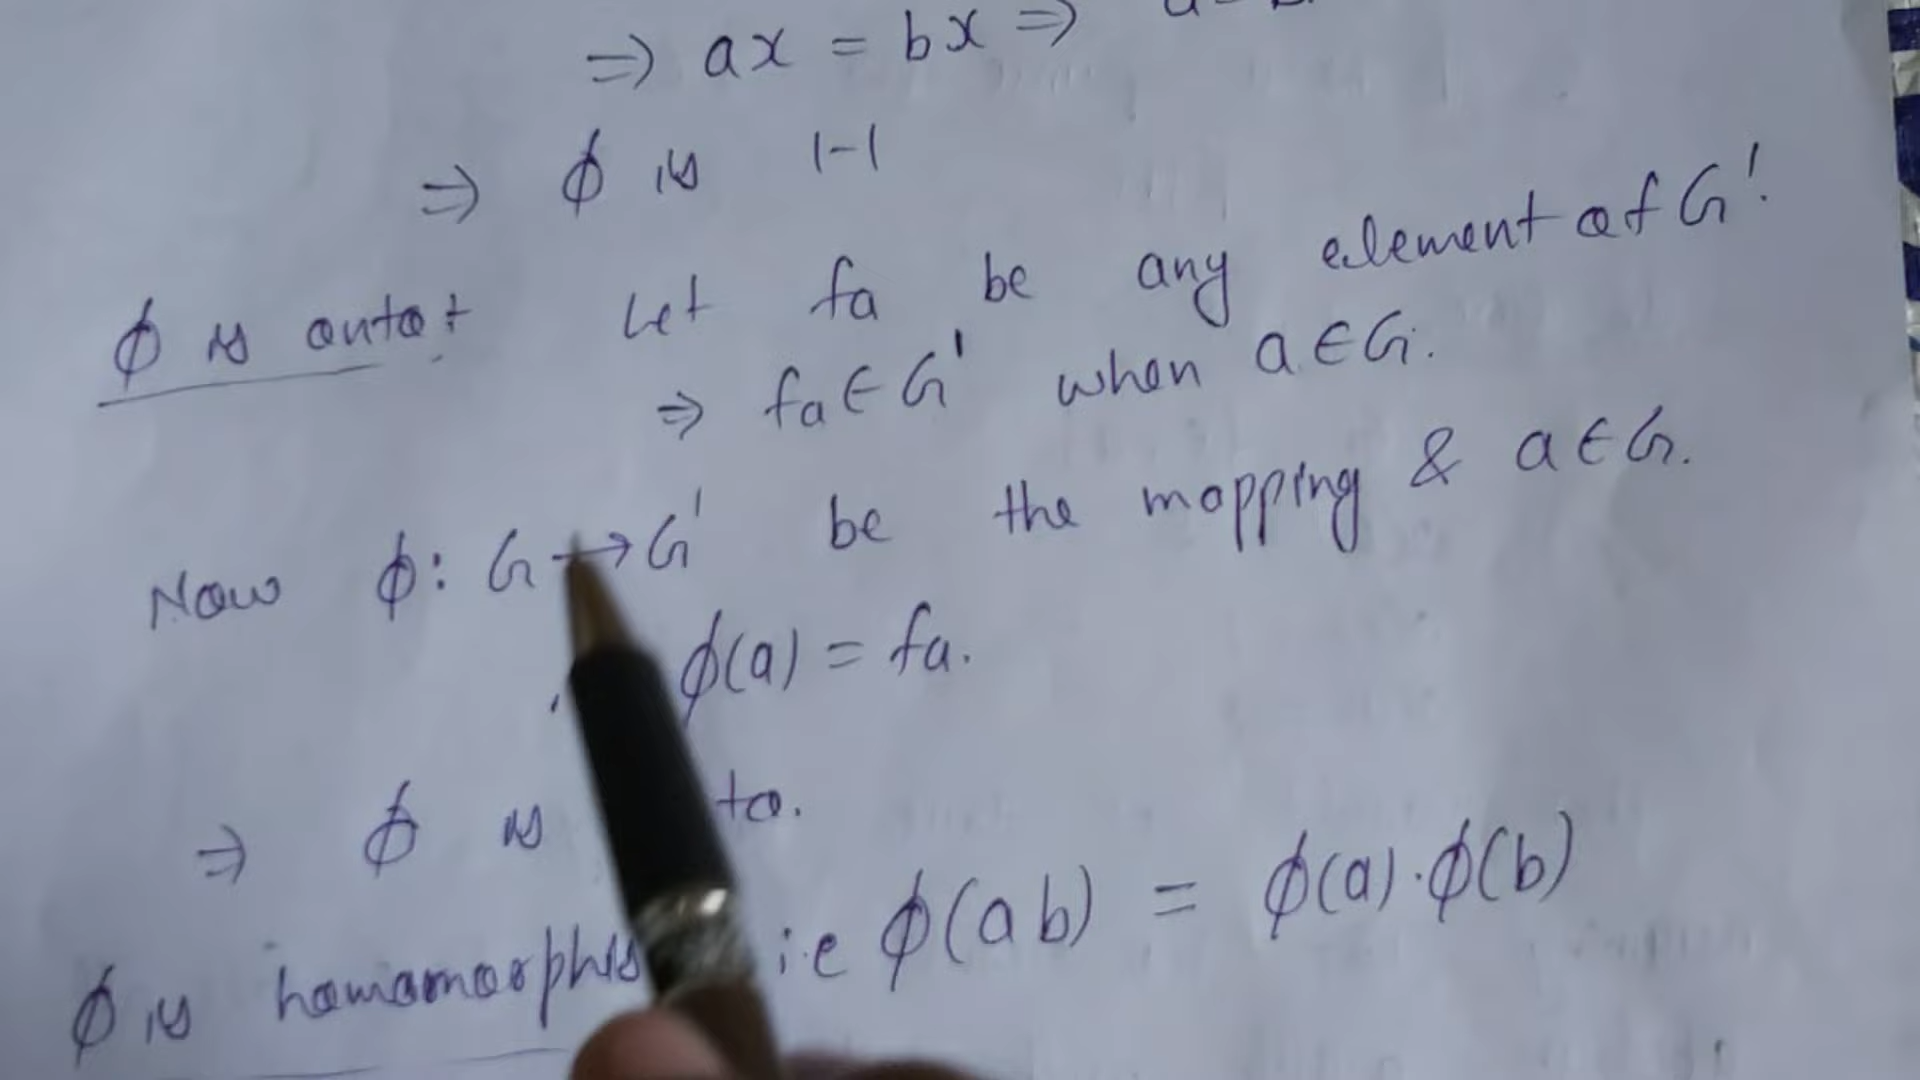 ⇒ ax = bx ⇒
⇒ ϕ is 1-1
ϕ is onto: Let fa be any element of G'.
⇒ fa ∈ G' when a ∈ G.
Now ϕ: G → G' be the mapping & a ∈ G.
ϕ(a) = fa.
⇒ ϕ is to.
ϕ is homomorphis i.e ϕ(ab) = ϕ(a)·ϕ(b)